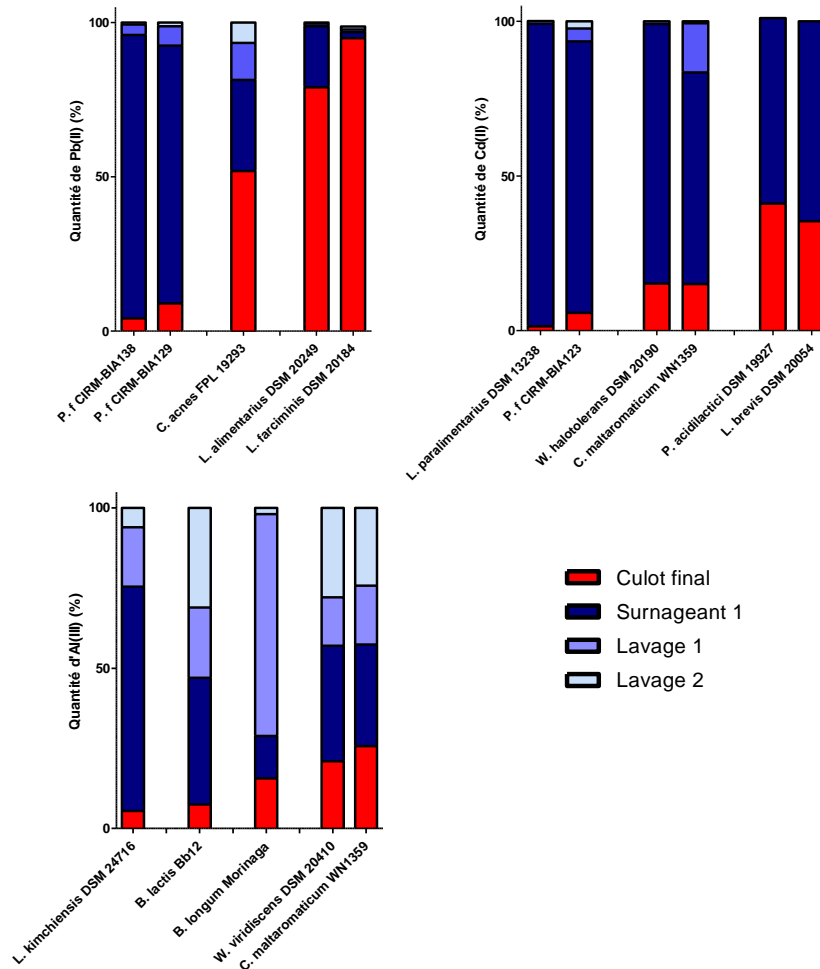 Quantité de Pb(II) (%)
100
50
0
P. f CIRM-BIA138
P. f CIRM-BIA129
C. acnes FPL 19293
L. alimentarius DSM 20249
L. farciminis DSM 20184
Quantité de Cd(II) (%)
100
50
0
L. paralimentarius DSM 13238
P. f CIRM-BIA123
W. halotolerans DSM 20190
C. maltaromaticum WN1359
P. acidilactici DSM 19927
L. brevis DSM 20054
Quantité d'Al(III) (%)
100
50
0
L. kimchiensis DSM 24716
B. lactis Bb12
B. longum Morinaga
W. viridiscens DSM 20410
C. maltaromaticum WN1359
Culot final
Surnageant 1
Lavage 1
Lavage 2